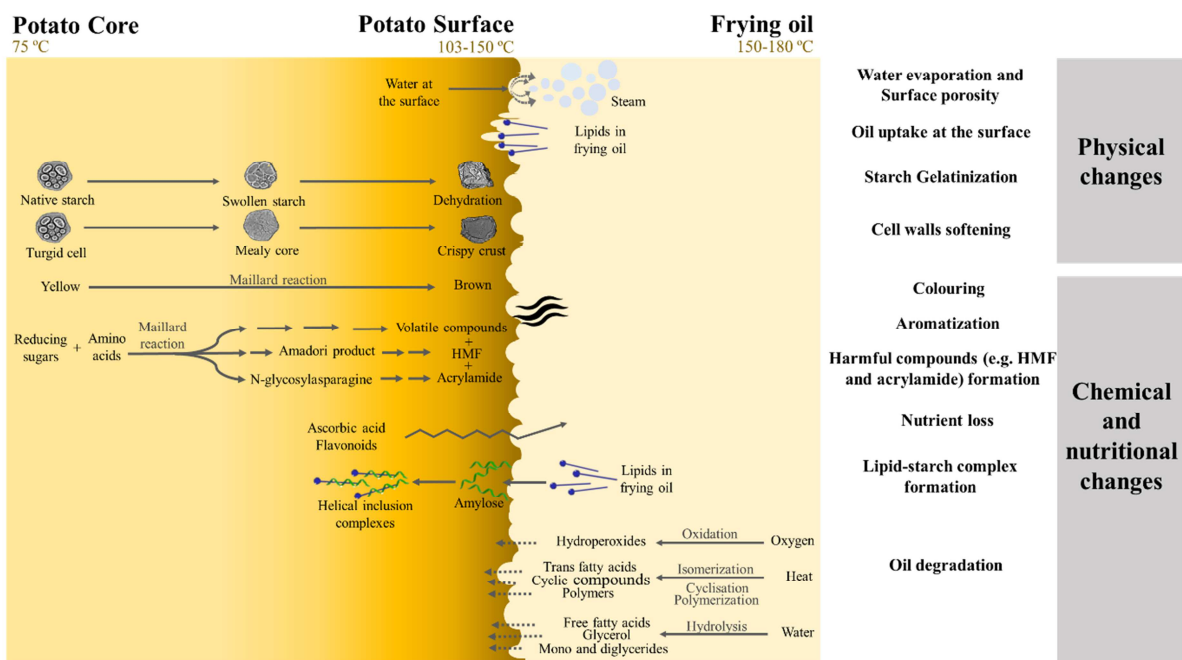 Potato Core
75 ºC
Potato Surface
103-150 ºC
Frying oil
150-180 ºC
Water at
the surface
Steam
Water evaporation and
Surface porosity
Lipids in
frying oil
Oil uptake at the surface
Physical
changes
Native starch
Swollen starch
Dehydration
Starch Gelatinization
Turgid cell
Mealy core
Crispy crust
Cell walls softening
Yellow
Maillard reaction
Brown
Colouring
Reducing
sugars
+
Amino
acids
Maillard
reaction
Volatile compounds
+
Amadori product
HMF
+
N-glycosylasparagine
Acrylamide
Aromatization
Harmful compounds (e.g. HMF
and acrylamide) formation
Chemical
and
nutritional
changes
Ascorbic acid
Flavonoids
Nutrient loss
Helical inclusion
complexes
Amylose
Lipids in
frying oil
Lipid-starch complex
formation
Hydroperoxides
Oxidation
Oxygen
Trans fatty acids
Cyclic compounds
Polymers
Isomerization
Cyclisation
Polymerization
Heat
Oil degradation
Free fatty acids
Glycerol
Mono and diglycerides
Hydrolysis
Water